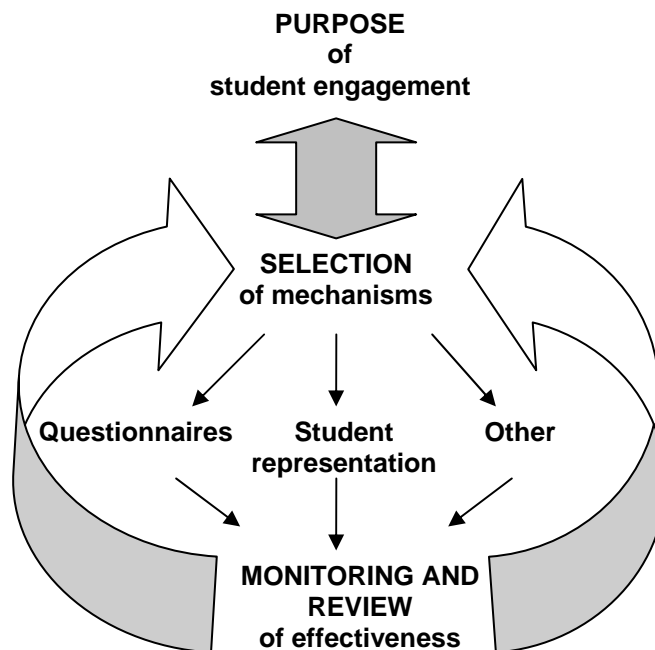 PURPOSE
of
student engagement
SELECTION
of mechanisms
Questionnaires
Student
representation
Other
MONITORING AND
REVIEW
of effectiveness